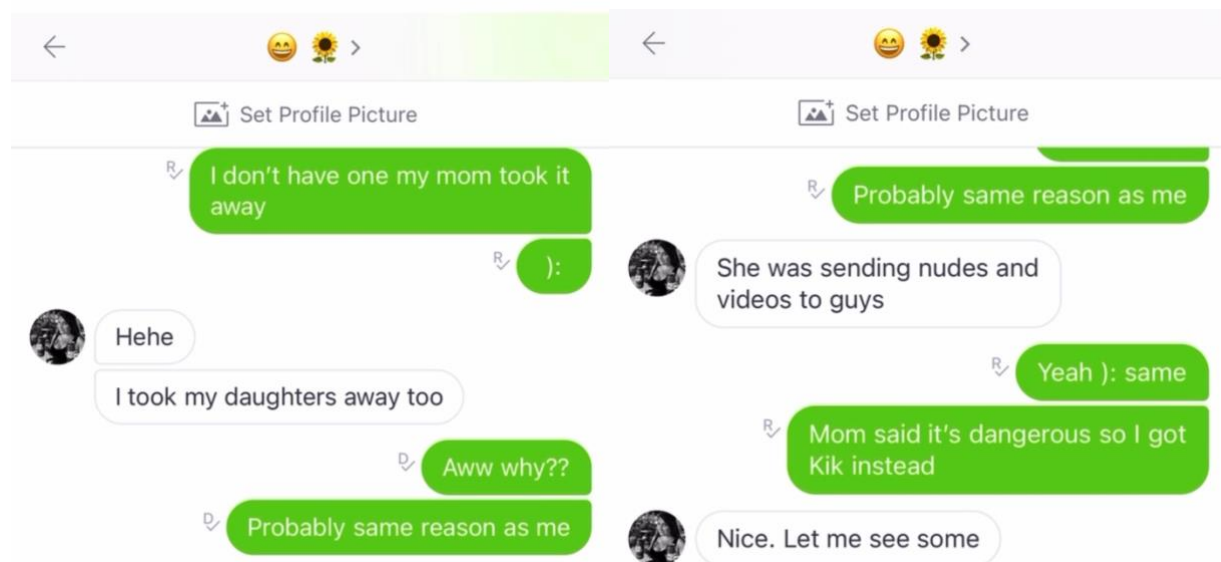 Set Profile Picture
R I don't have one my mom took it
away
R ):
Hehe
I took my daughters away too
D Aww why??
D Probably same reason as me
Set Profile Picture
R Probably same reason as me
She was sending nudes and
videos to guys
R Yeah ): same
R Mom said it's dangerous so I got
Kik instead
Nice. Let me see some